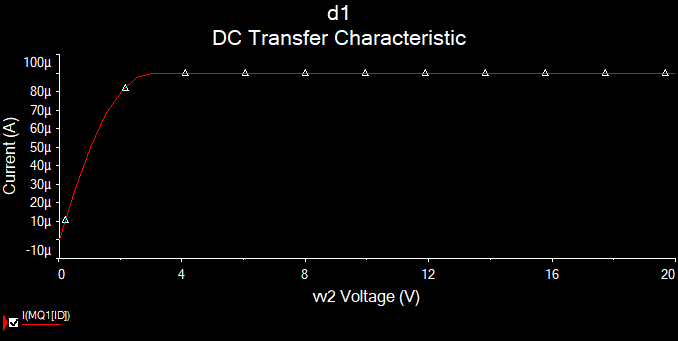 d1
DC Transfer Characteristic
100μ
80μ
70μ
60μ
50μ
40μ
30μ
20μ
10μ
-10μ
Current (A)
0 4 8 12 16 20
vv2 Voltage (V)
I(MQ1[ID])